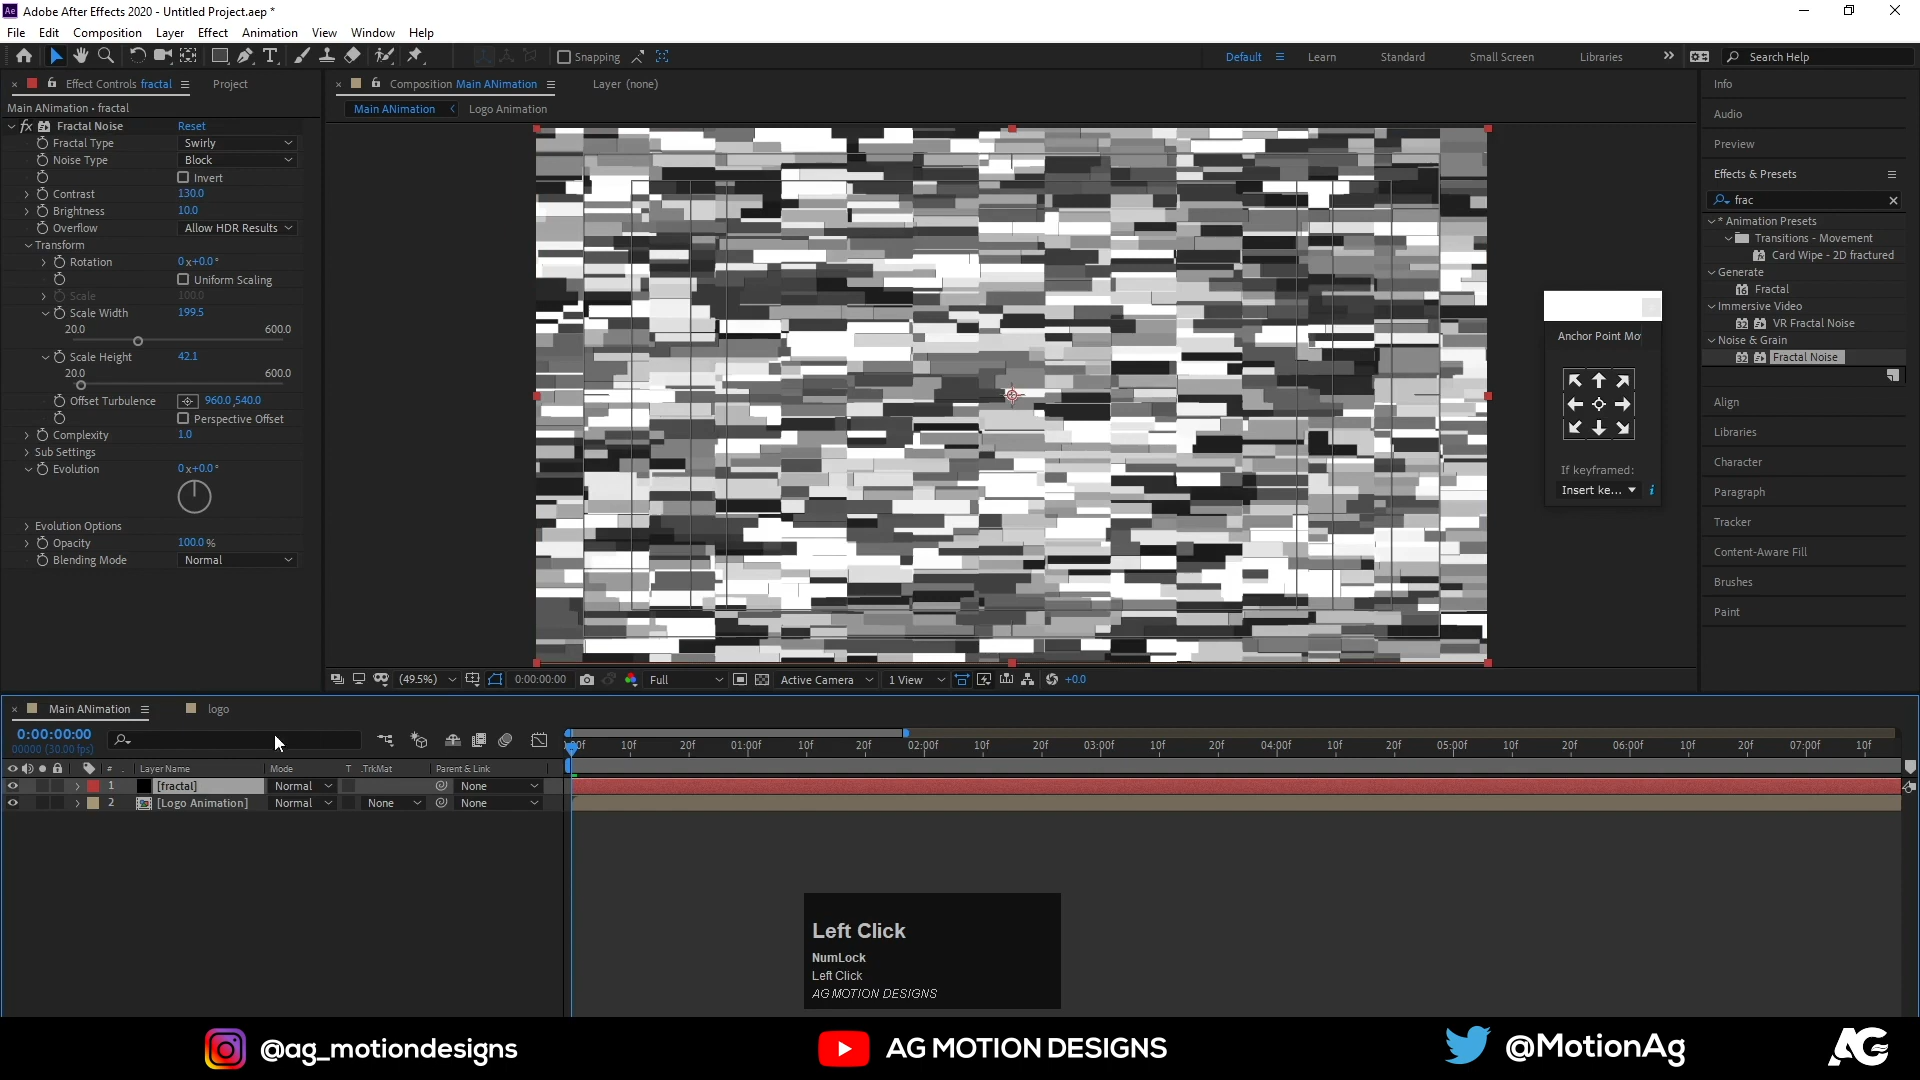 Adobe After Effects 2020 - Untitled Project.aep *
File Edit Composition Layer Effect Animation View Window Help
Snapping Default Learn Standard Small Screen Libraries Search Help
Effect Controls fractal Project
Main ANimation • fractal
fx Fractal Noise Reset
Fractal Type Swirly
Noise Type Block
Invert
Contrast 130.0
Brightness 10.0
Overflow Allow HDR Results
Transform
Rotation 0x+0.0°
Uniform Scaling
Scale 100.0
Scale Width 199.5
20.0 600.0
Scale Height 42.1
20.0 600.0
Offset Turbulence 960.0,540.0
Perspective Offset
Complexity 1.0
Sub Settings
Evolution 0x+0.0°
Evolution Options
Opacity 100.0 %
Blending Mode Normal
Composition Main ANimation Layer (none)
Main ANimation Logo Animation
(49.5%) 0:00:00:00 Full Active Camera 1 View +0.0
Anchor Point Mo
If keyframed:
Insert ke...
Info
Audio
Preview
Effects & Presets
frac
* Animation Presets
Transitions - Movement
Card Wipe - 2D fractured
Generate
Fractal
Immersive Video
VR Fractal Noise
Noise & Grain
Fractal Noise
Align
Libraries
Character
Paragraph
Tracker
Content-Aware Fill
Brushes
Paint
Main ANimation logo
0:00:00:00
00000 (30.00 fps)
10f 20f 01:00f 10f 20f 02:00f 10f 20f 03:00f 10f 20f 04:00f 10f 20f 05:00f 10f 20f 06:00f 10f 20f 07:00f 10f
# Layer Name Mode T .TrkMat Parent & Link
1 [fractal] Normal None
2 [Logo Animation] Normal None None
Left Click
NumLock
Left Click
AG MOTION DESIGNS
@ag_motiondesigns AG MOTION DESIGNS @MotionAg AG